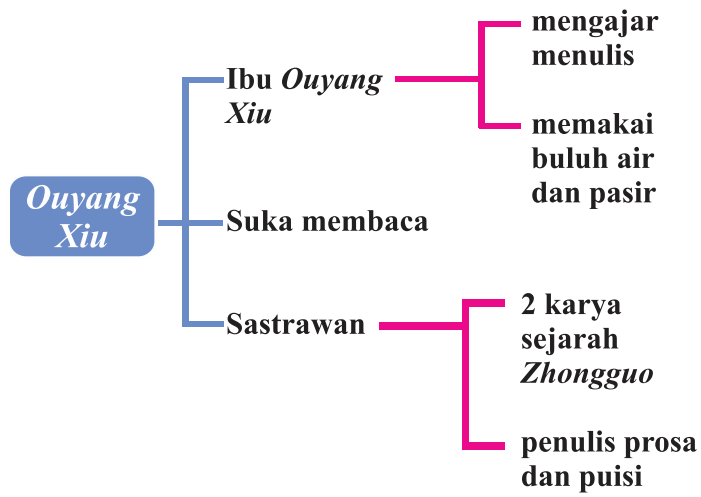 Ouyang
Xiu
Ibu Ouyang
Xiu
mengajar
menulis
memakai
buluh air
dan pasir
Suka membaca
Sastrawan
2 karya
sejarah
Zhongguo
penulis prosa
dan puisi